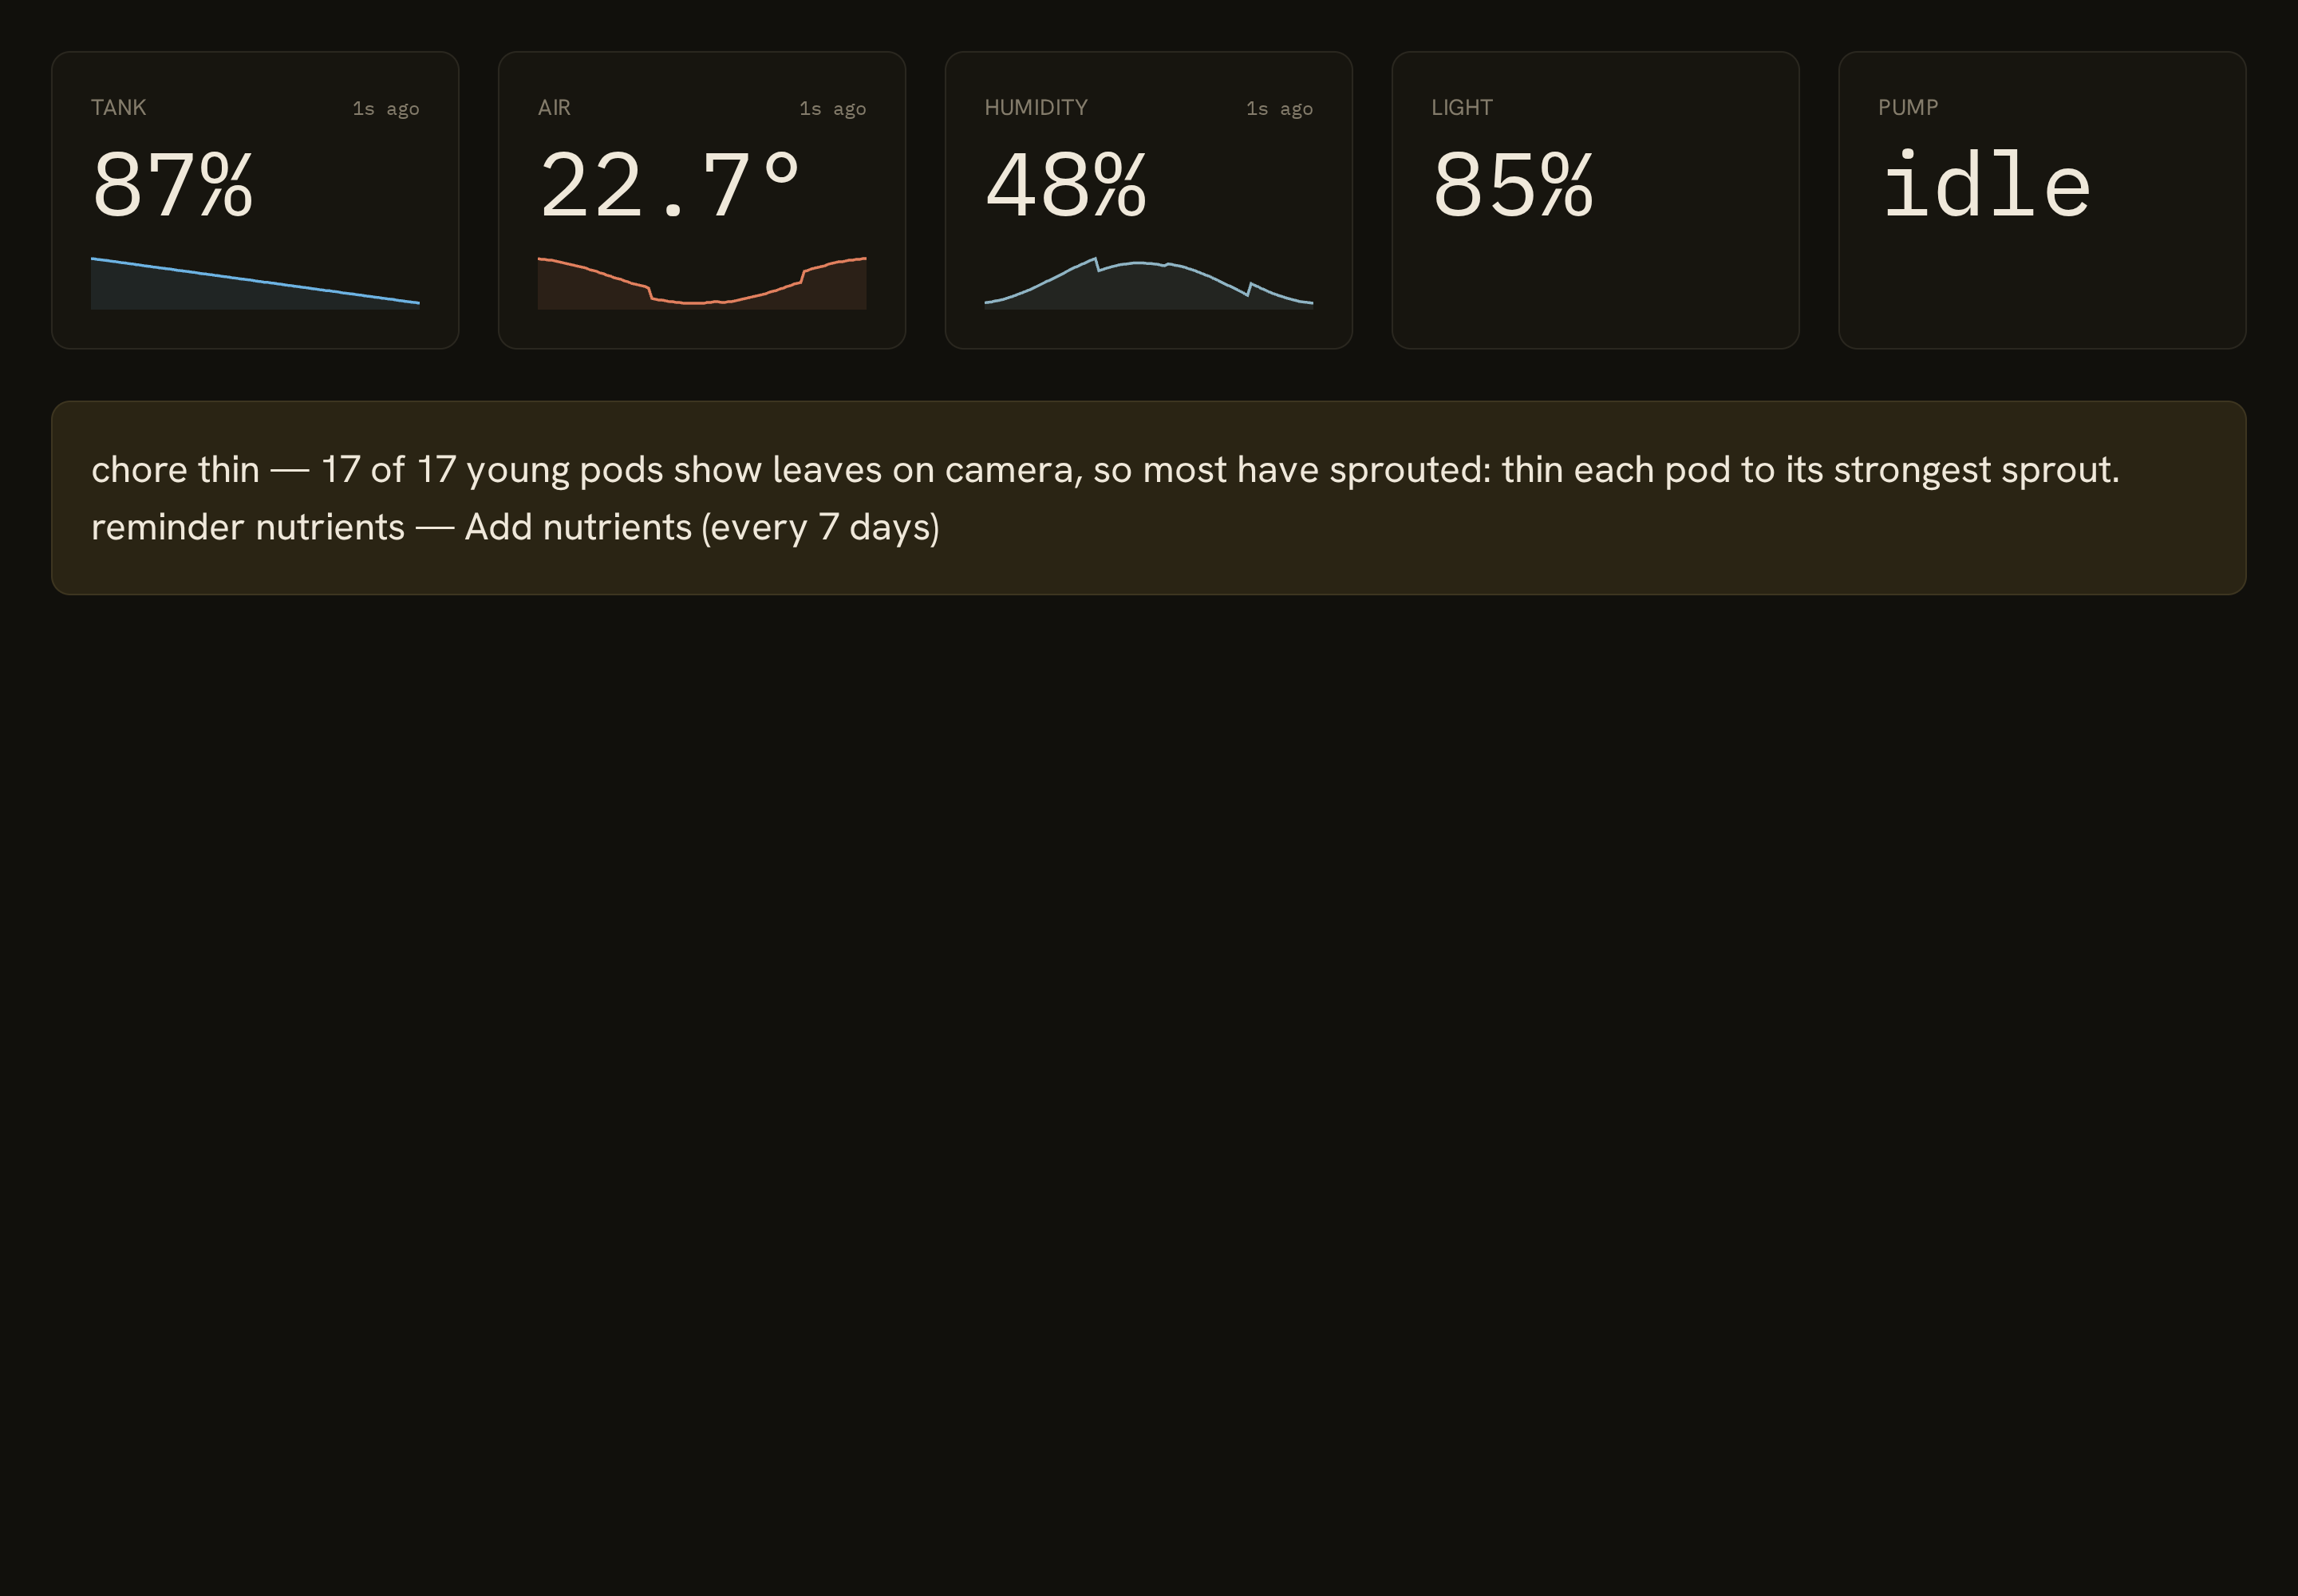 TANK 1s ago
87%
AIR 1s ago
22.7°
HUMIDITY 1s ago
48%
LIGHT
85%
PUMP
idle
chore thin — 17 of 17 young pods show leaves on camera, so most have sprouted: thin each pod to its strongest sprout.
reminder nutrients — Add nutrients (every 7 days)